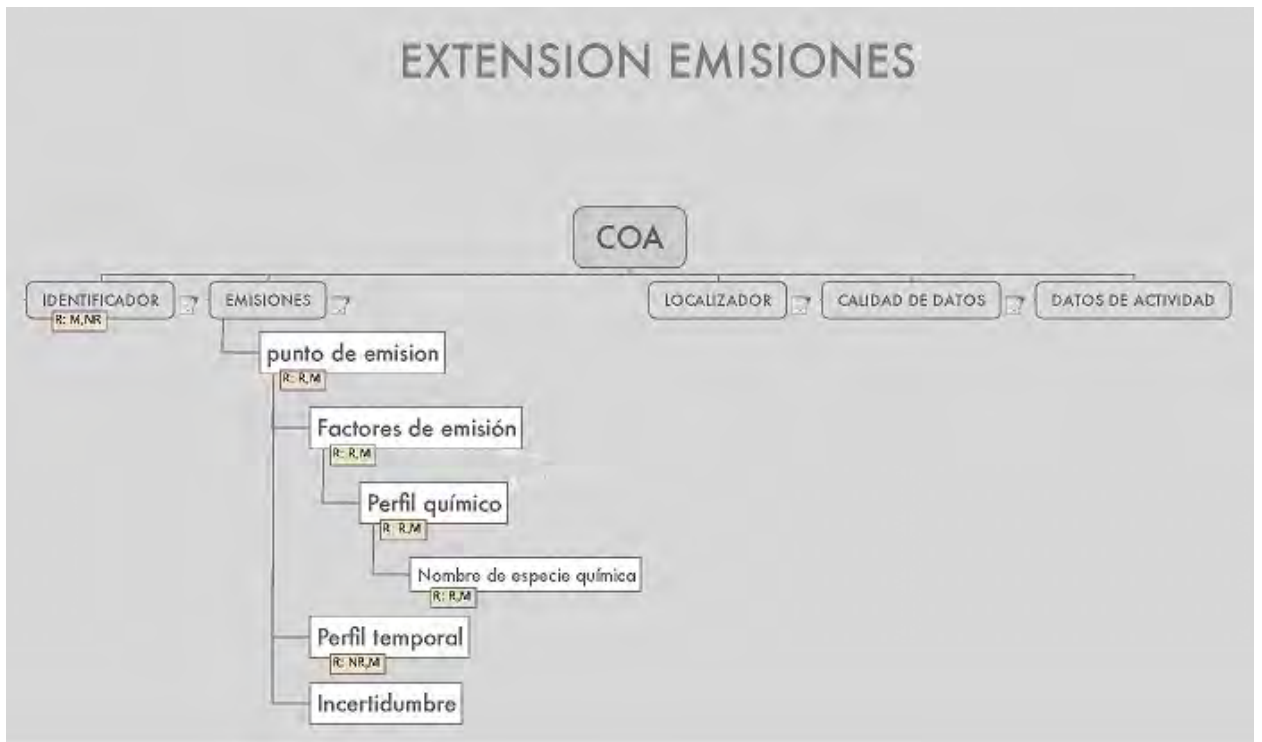 EXTENSION EMISIONES
COA
IDENTIFICADOR
EMISIONES
LOCALIZADOR
CALIDAD DE DATOS
DATOS DE ACTIVIDAD
R: M,NR
punto de emision
R: R,M
Factores de emisión
R: R,M
Perfil químico
R: R,M
Nombre de especie química
R: R,M
Perfil temporal
R: NR,M
Incertidumbre